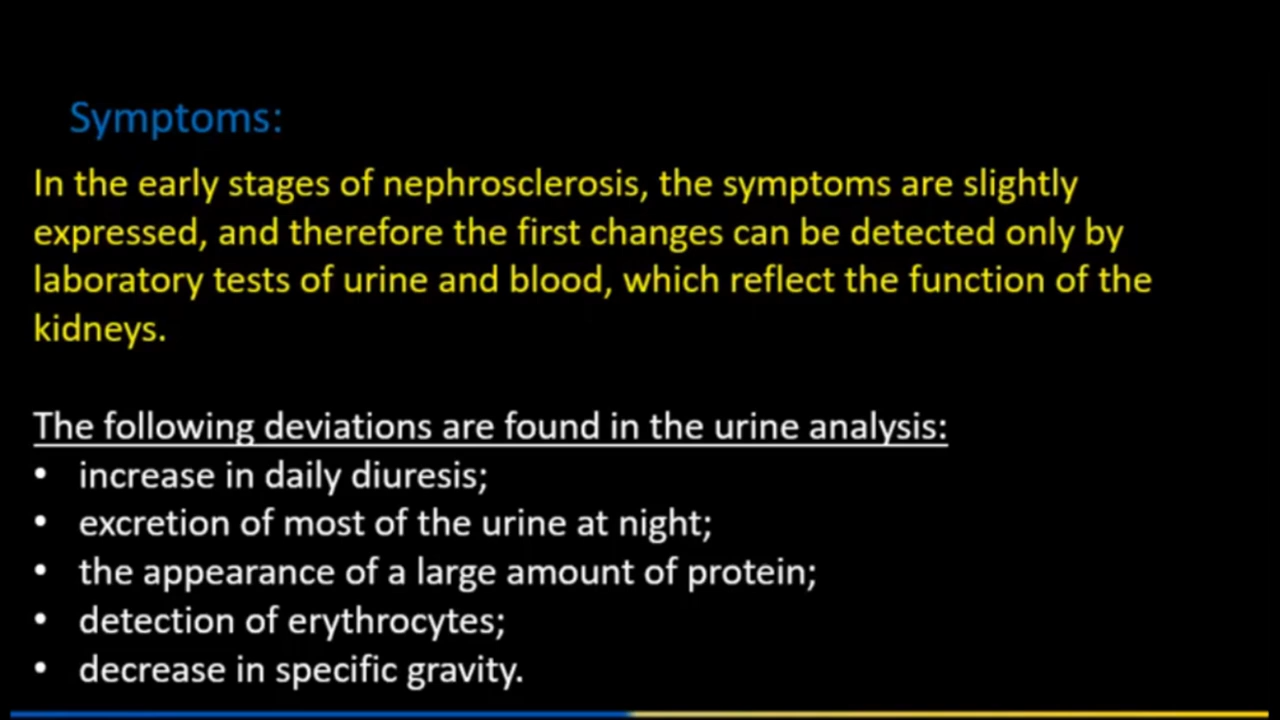 Symptoms:
In the early stages of nephrosclerosis, the symptoms are slightly
expressed, and therefore the first changes can be detected only by
laboratory tests of urine and blood, which reflect the function of the
kidneys.
The following deviations are found in the urine analysis:
• increase in daily diuresis;
• excretion of most of the urine at night;
• the appearance of a large amount of protein;
• detection of erythrocytes;
• decrease in specific gravity.